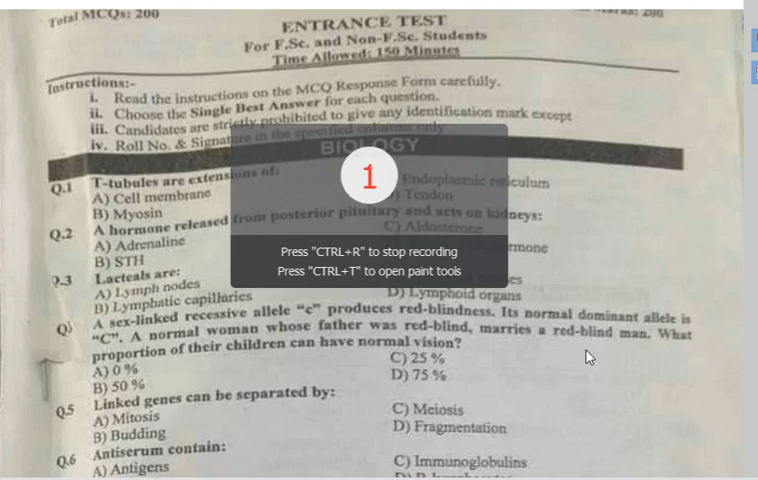 Total MCQs: 200
ENTRANCE TEST
For F.Sc. and Non-F.Sc. Students
Time Allowed: 150 Minutes
Instructions:-
i. Read the instructions on the MCQ Response Form carefully.
ii. Choose the Single Best Answer for each question.
iii. Candidates are strictly prohibited to give any identification mark except
iv. Roll No. & Signature in the specified columns only.
BIOLOGY
1
Q.1 T-tubules are extensions of:
A) Cell membrane Endoplasmic reticulum
B) Myosin D) Tendon
Q.2 A hormone released from posterior pituitary and acts on kidneys:
A) Adrenaline C) Aldosterone
B) STH
Press "CTRL+R" to stop recording
Press "CTRL+T" to open paint tools
Lacteals are:
A) Lymph nodes
B) Lymphatic capillaries D) Lymphoid organs
A sex-linked recessive allele "c" produces red-blindness. Its normal dominant allele is
"C". A normal woman whose father was red-blind, marries a red-blind man. What
proportion of their children can have normal vision?
A) 0 % C) 25 %
B) 50 % D) 75 %
Q.5 Linked genes can be separated by:
A) Mitosis C) Meiosis
B) Budding D) Fragmentation
Q.6 Antiserum contain:
A) Antigens C) Immunoglobulins